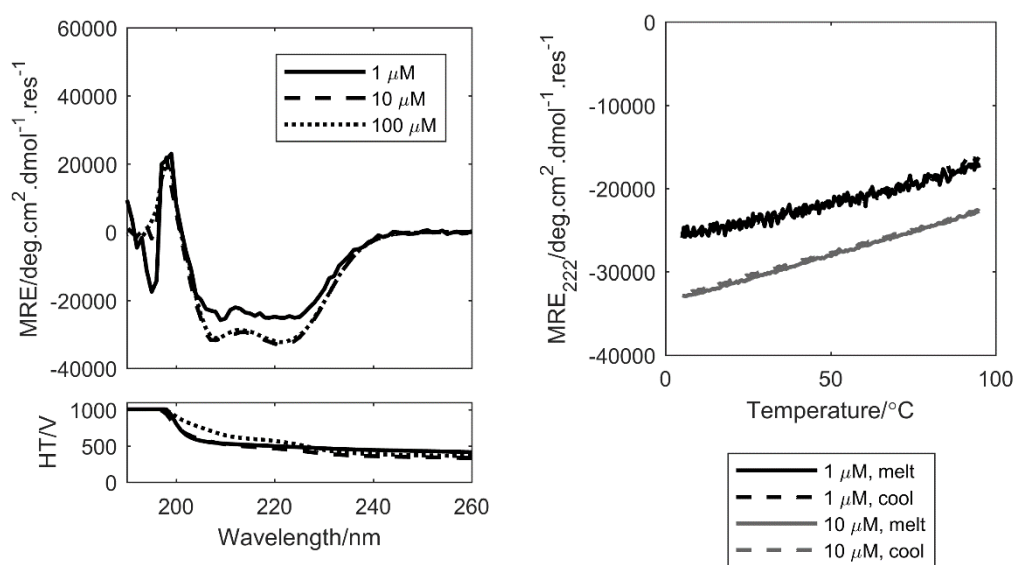 60000
40000
20000
0
-20000
-40000
MRE/deg.cm².dmol⁻¹.res⁻¹
1 μM
10 μM
100 μM
1000
500
0
HT/V
200
220
240
260
Wavelength/nm
0
-10000
-20000
-30000
-40000
MRE₂₂₂/deg.cm².dmol⁻¹.res⁻¹
0
50
100
Temperature/°C
1 μM, melt
1 μM, cool
10 μM, melt
10 μM, cool